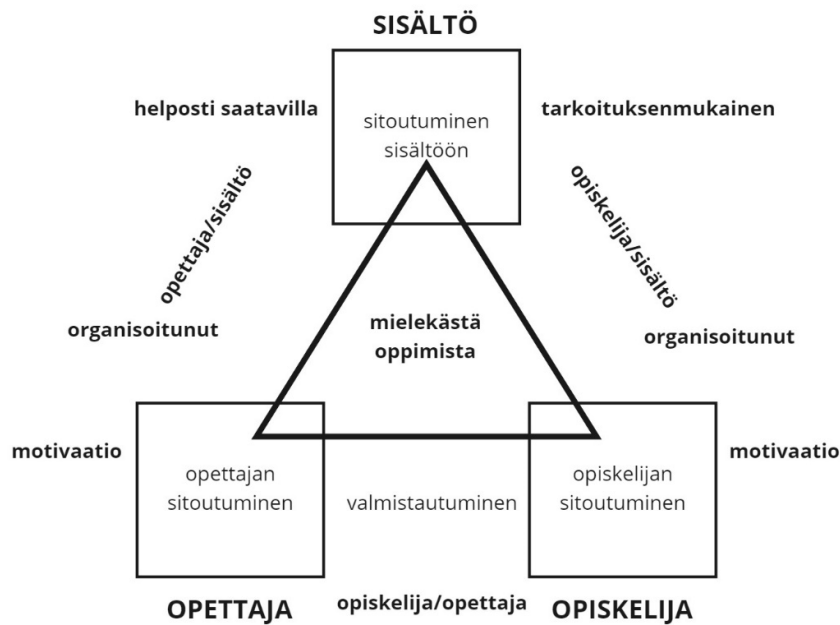 SISÄLTÖ
helposti saatavilla
sitoutuminen
sisältöön
tarkoituksenmukainen
opettaja/sisältö
opiskelija/sisältö
organisoitunut
mielekästä
oppimista
organisoitunut
motivaatio
opettajan
sitoutuminen
valmistautuminen
opiskelijan
sitoutuminen
motivaatio
OPETTAJA
opiskelija/opettaja
OPISKELIJA